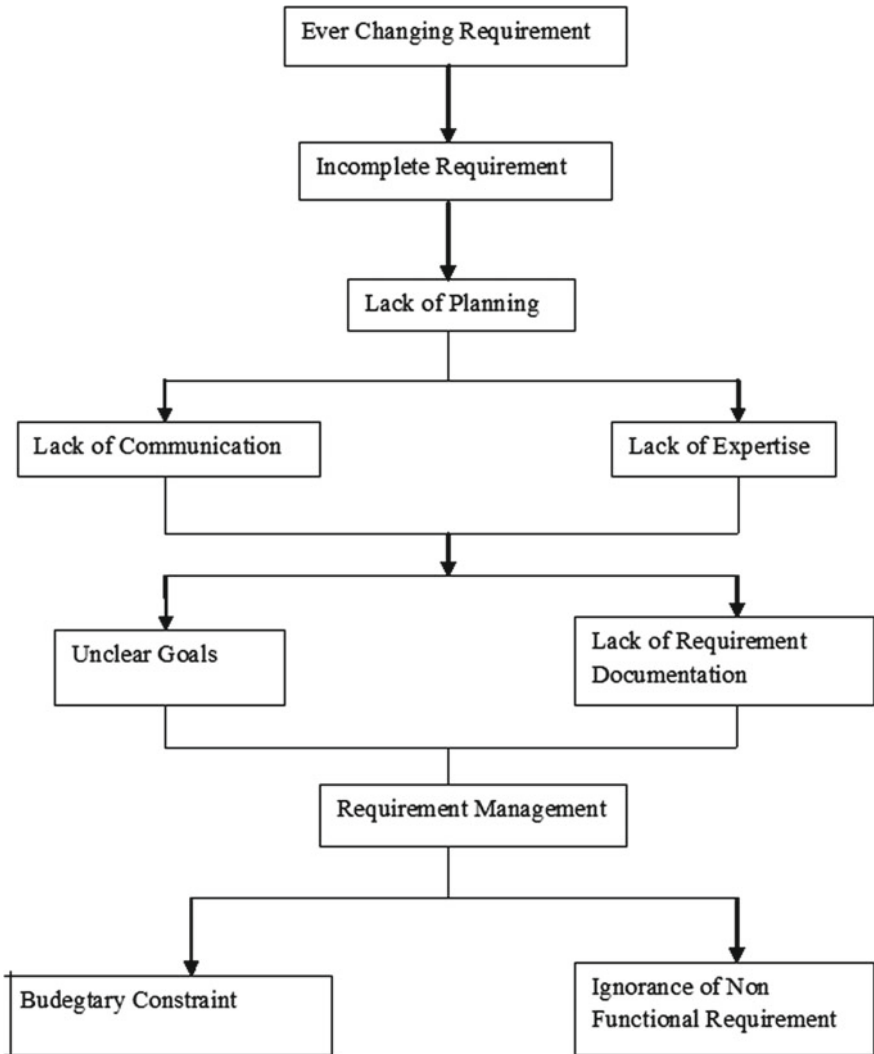 Ever Changing Requirement
Incomplete Requirement
Lack of Planning
Lack of Communication
Lack of Expertise
Unclear Goals
Lack of Requirement
Documentation
Requirement Management
Budegtary Constraint
Ignorance of Non
Functional Requirement